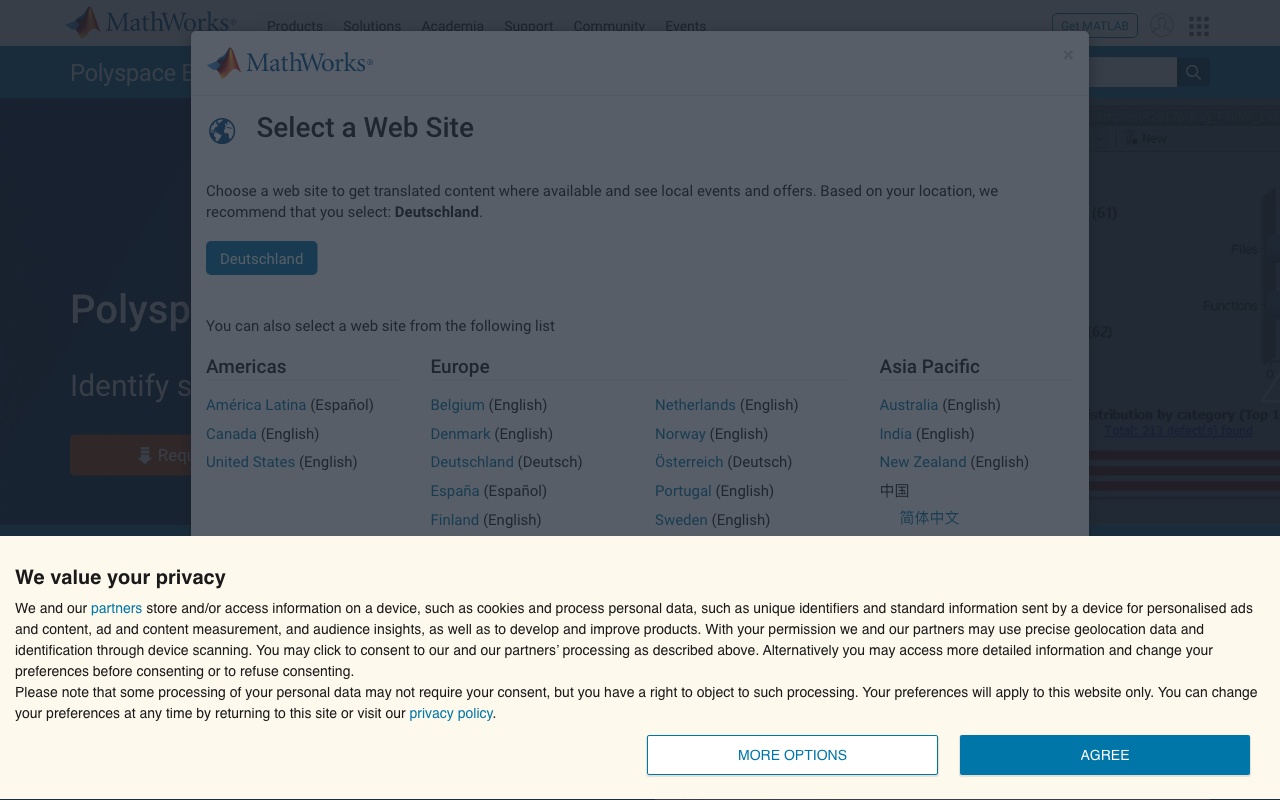 MathWorks®
Products Solutions Academia Support Community Events
Get MATLAB
MathWorks®
×
Polyspace B
Select a Web Site
New
Choose a web site to get translated content where available and see local events and offers. Based on your location, we
recommend that you select: Deutschland.
(61)
Files
Deutschland
Polysp
Functions
You can also select a web site from the following list
(62)
Identify s
Americas Europe Asia Pacific
América Latina (Español) Belgium (English) Netherlands (English) Australia (English)
stribution by category (Top
Total: 211 defect(s) found
Canada (English) Denmark (English) Norway (English) India (English)
Requ
United States (English) Deutschland (Deutsch) Österreich (Deutsch) New Zealand (English)
España (Español) Portugal (English) 中国
Finland (English) Sweden (English) 简体中文
We value your privacy
We and our partners store and/or access information on a device, such as cookies and process personal data, such as unique identifiers and standard information sent by a device for personalised ads
and content, ad and content measurement, and audience insights, as well as to develop and improve products. With your permission we and our partners may use precise geolocation data and
identification through device scanning. You may click to consent to our and our partners’ processing as described above. Alternatively you may access more detailed information and change your
preferences before consenting or to refuse consenting.
Please note that some processing of your personal data may not require your consent, but you have a right to object to such processing. Your preferences will apply to this website only. You can change
your preferences at any time by returning to this site or visit our privacy policy.
MORE OPTIONS AGREE